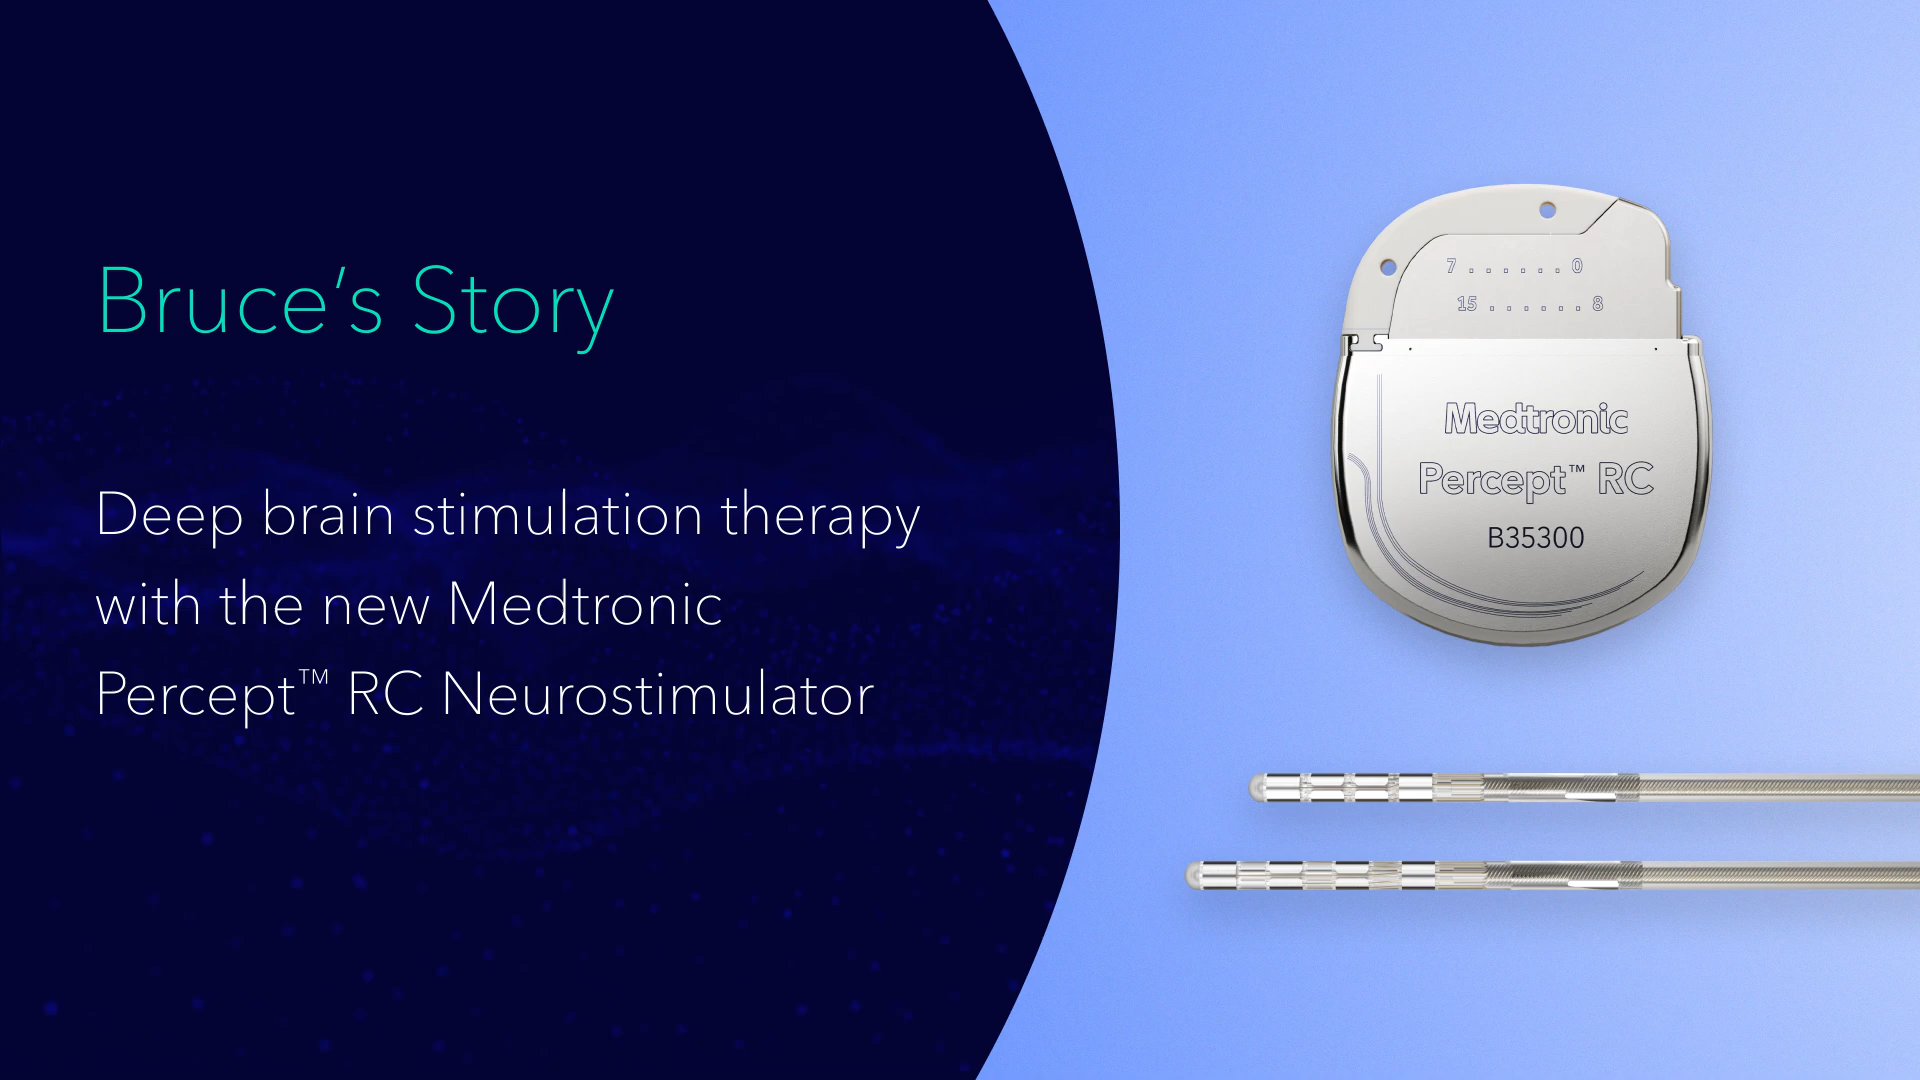 Bruce’s Story
Deep brain stimulation therapy
with the new Medtronic
Percept™ RC Neurostimulator
7 . . . . . . 0
15 . . . . . . 8
Medtronic
Percept™ RC
B35300